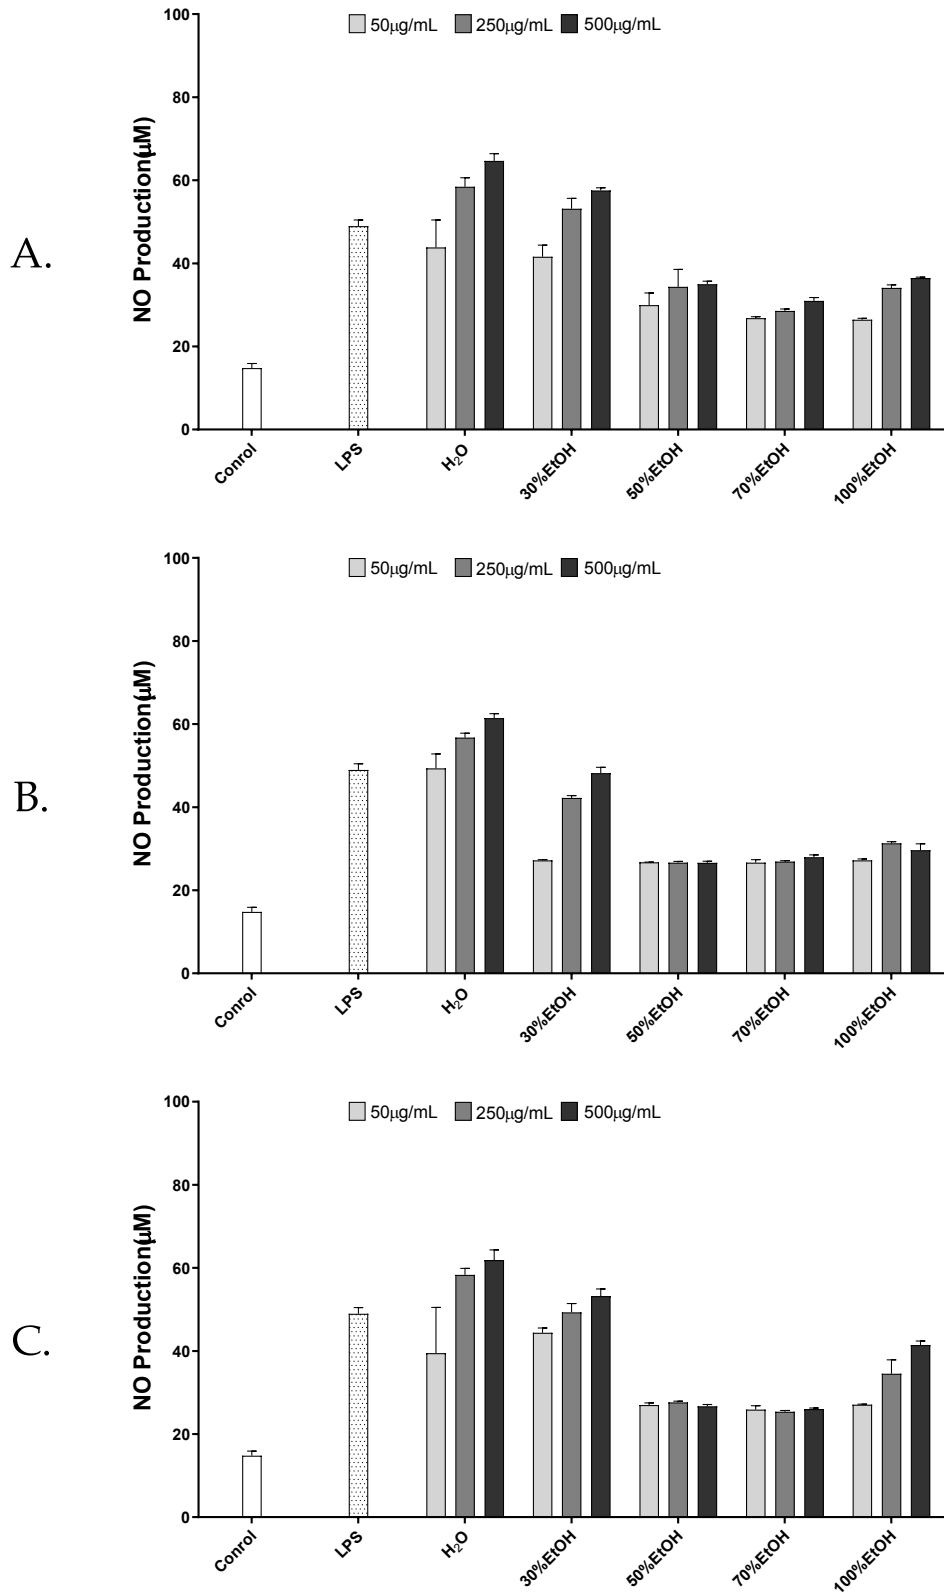 A.
NO Production(μM)
100
80
60
40
20
0
50μg/mL 250μg/mL 500μg/mL
Conrol LPS H₂O 30%EtOH 50%EtOH 70%EtOH 100%EtOH
B.
NO Production(μM)
100
80
60
40
20
0
50μg/mL 250μg/mL 500μg/mL
Conrol LPS H₂O 30%EtOH 50%EtOH 70%EtOH 100%EtOH
C.
NO Production(μM)
100
80
60
40
20
0
50μg/mL 250μg/mL 500μg/mL
Conrol LPS H₂O 30%EtOH 50%EtOH 70%EtOH 100%EtOH